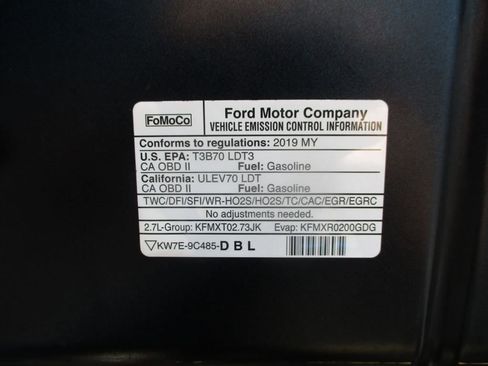 FoMoCo
Ford Motor Company
VEHICLE EMISSION CONTROL INFORMATION
Conforms to regulations: 2019 MY
U.S. EPA: T3B70 LDT3
CA OBD II Fuel: Gasoline
California: ULEV70 LDT
CA OBD II Fuel: Gasoline
TWC/DFI/SFI/WR-HO2S/HO2S/TC/CAC/EGR/EGRC
No adjustments needed.
2.7L-Group: KFMXT02.73JK Evap: KFMXR0200GDG
KW7E-9C485-DBL